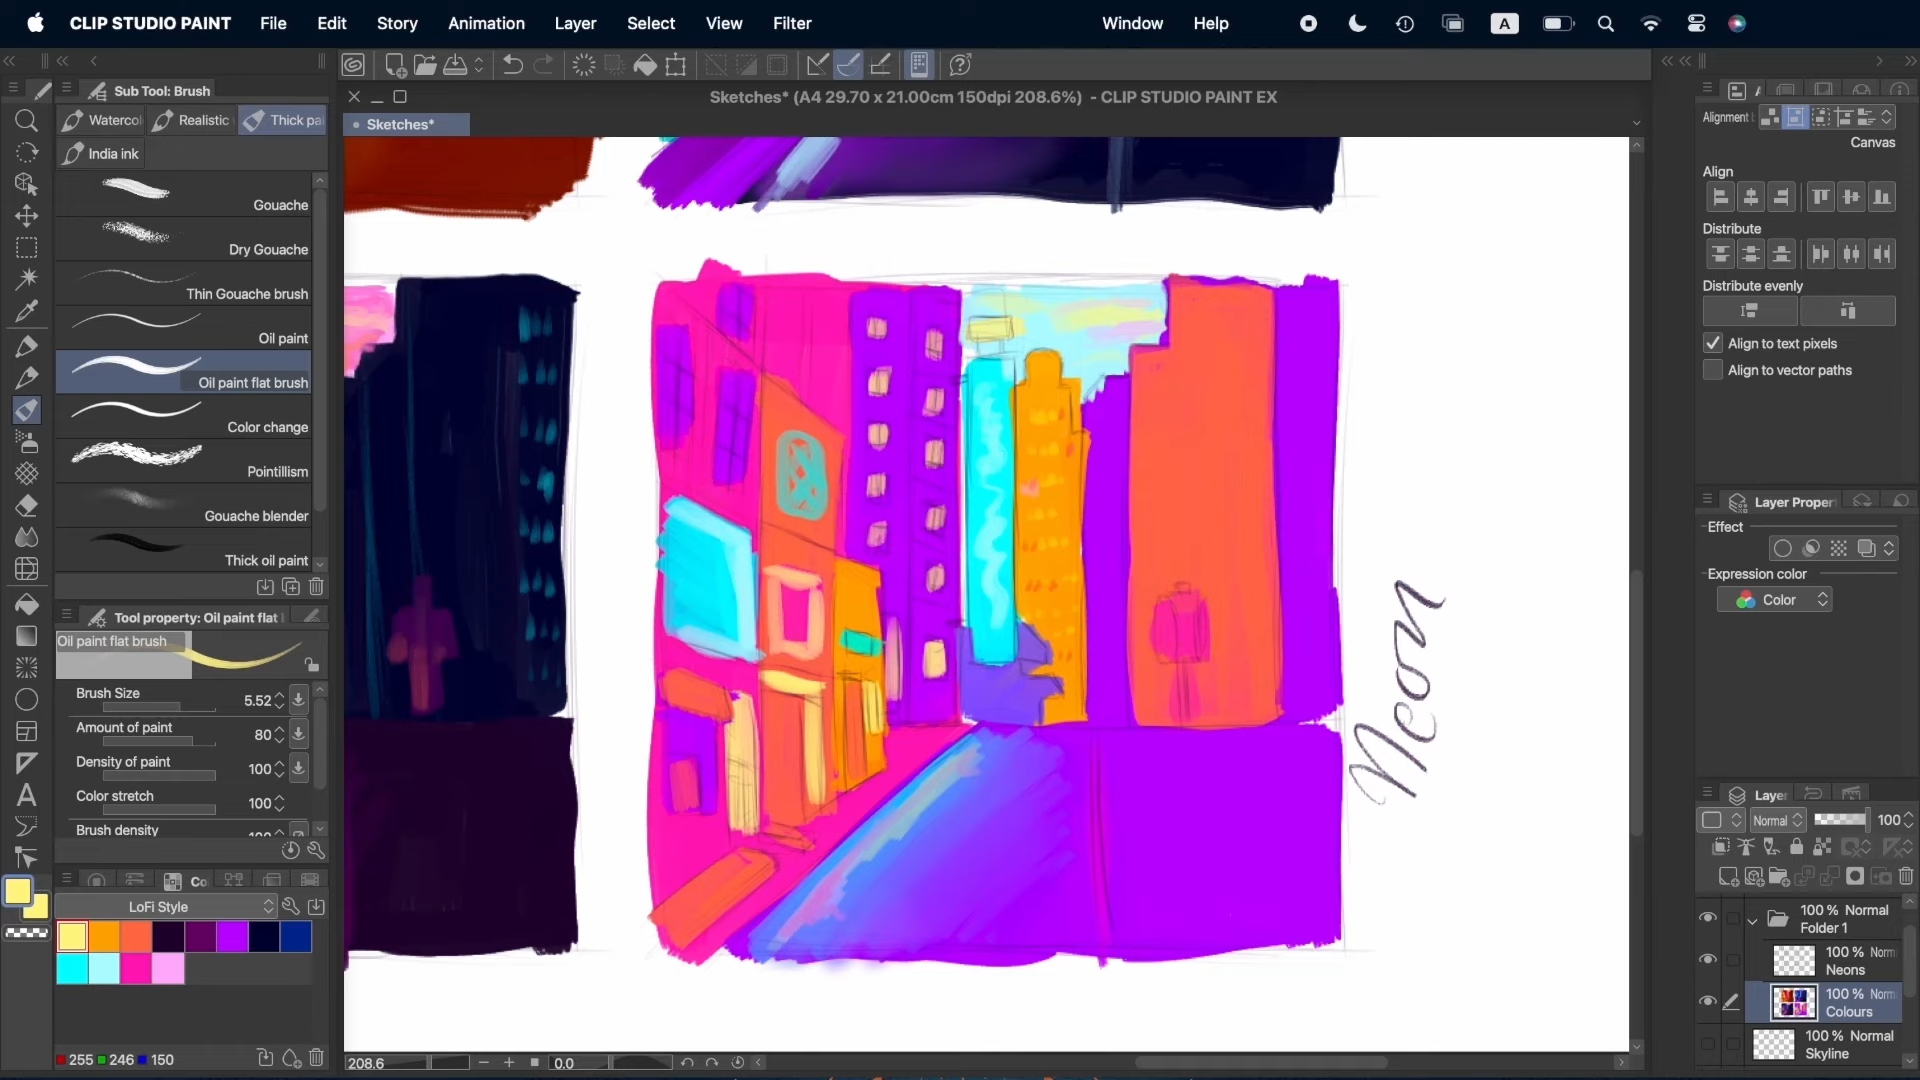 CLIP STUDIO PAINT File Edit Story Animation Layer Select View Filter Window Help A
Sub Tool: Brush
Sketches* (A4 29.70 x 21.00cm 150dpi 208.6%) - CLIP STUDIO PAINT EX
Sketches*
Watercol Realistic Thick pa
India ink
Gouache
Dry Gouache
Thin Gouache brush
Oil paint
Oil paint flat brush
Color change
Pointillism
Gouache blender
Thick oil paint
Tool property: Oil paint flat
Oil paint flat brush
Brush Size 5.52
Amount of paint 80
Density of paint 100
Color stretch 100
Brush density
Co
LoFi Style
255 246 150
208.6 0.0
Neon
Alignment
Canvas
Align
Distribute
Distribute evenly
Align to text pixels
Align to vector paths
Layer Proper
Effect
Expression color
Color
Layer
Normal 100
100 % Normal
Folder 1
100 % Norm
Neons
100 % Norm
Colours
100 % Normal
Skyline